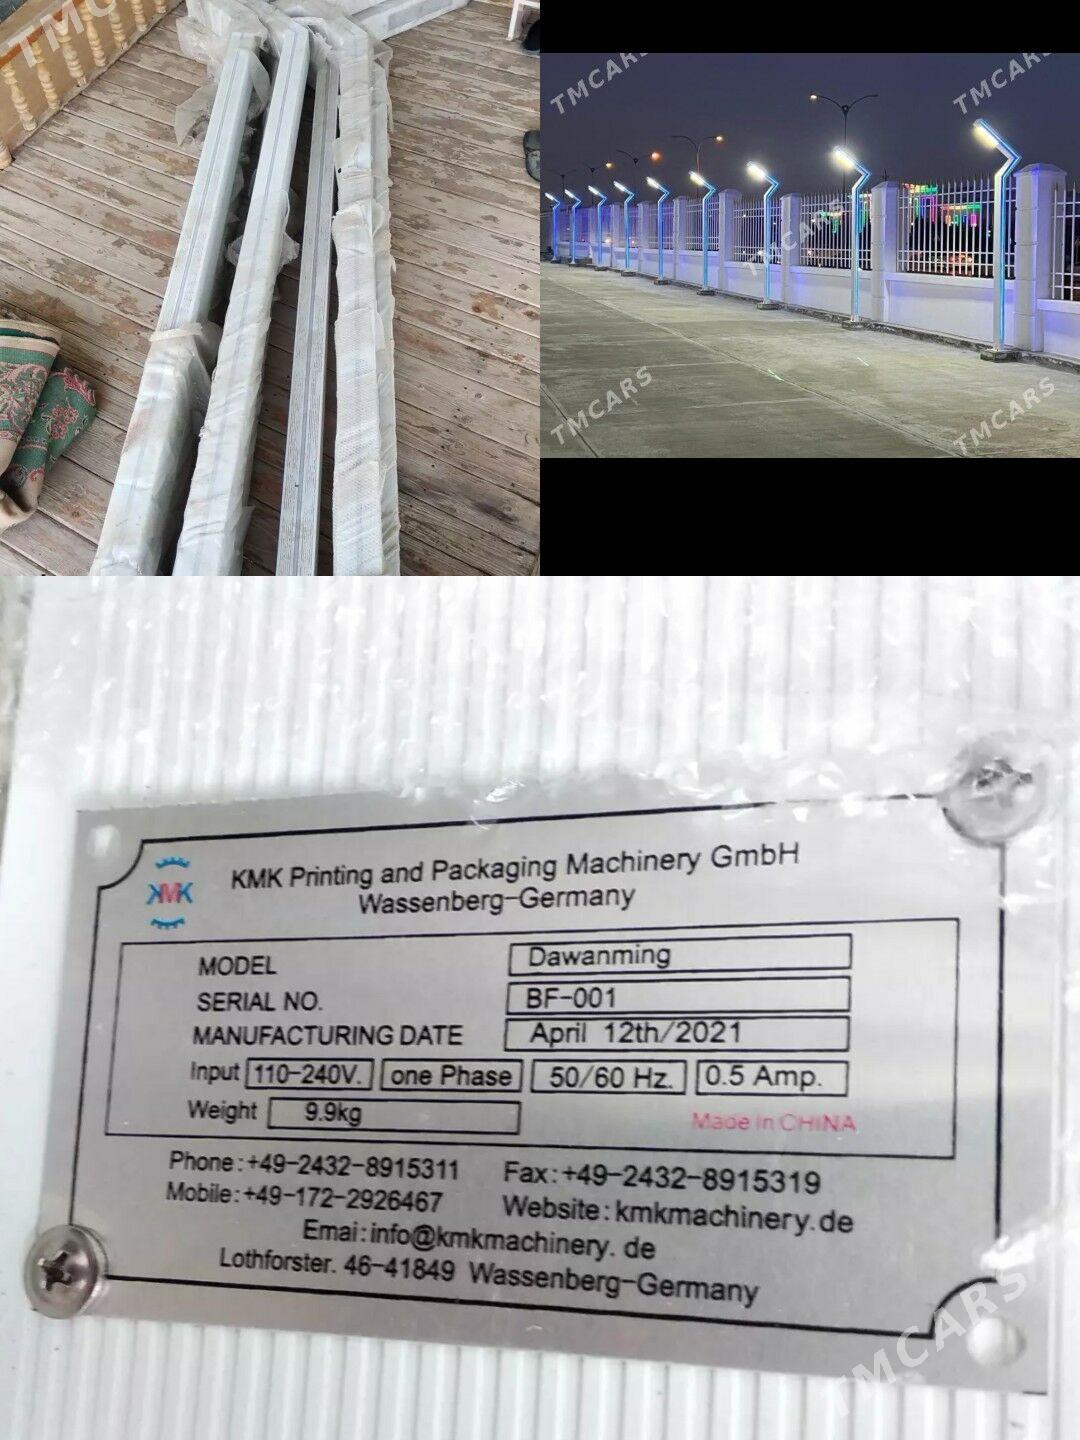 TMCARS
TMCARS
TMCARS
TMCARS
TMCARS
TMCARS
KMK
KMK Printing and Packaging Machinery GmbH
Wassenberg-Germany
MODEL Dawanming
SERIAL NO. BF-001
MANUFACTURING DATE April 12th/2021
Input 110-240V. one Phase 50/60 Hz. 0.5 Amp.
Weight 9.9kg Made in CHINA
Phone:+49-2432-8915311 Fax:+49-2432-8915319
Mobile:+49-172-2926467 Website:kmkmachinery.de
Emai:info@kmkmachinery. de
Lothforster. 46-41849 Wassenberg-Germany
TMCARS